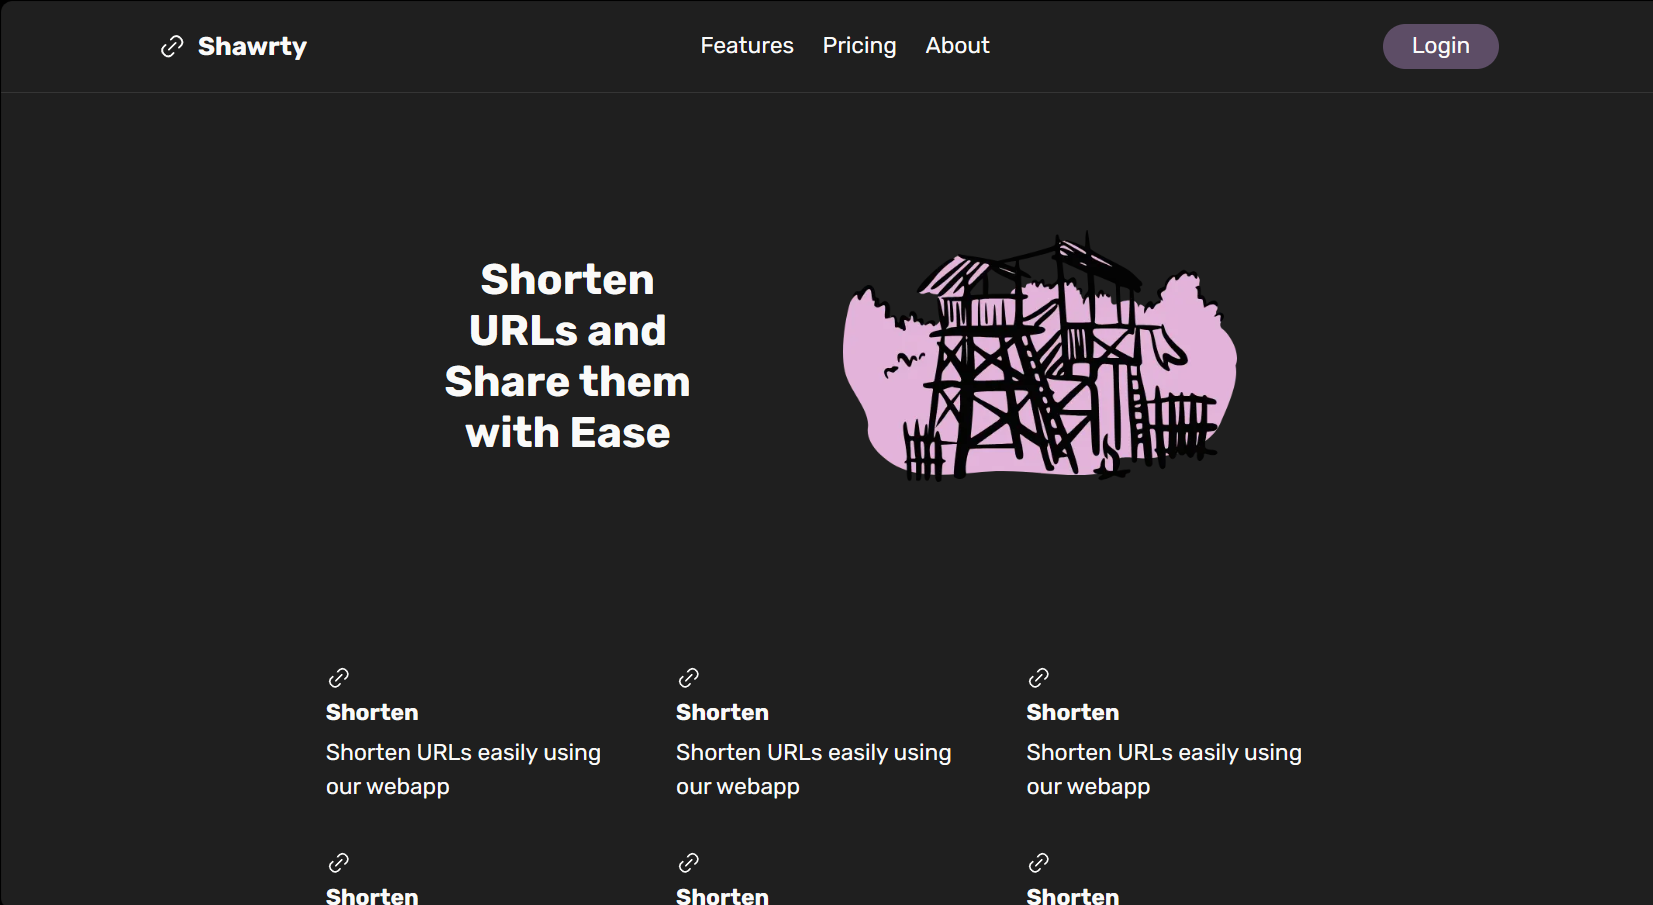 Shawrty
Features
Pricing
About
Login
Shorten
URLs and
Share them
with Ease
Shorten
Shorten URLs easily using
our webapp
Shorten
Shorten URLs easily using
our webapp
Shorten
Shorten URLs easily using
our webapp
Shorten
Shorten
Shorten